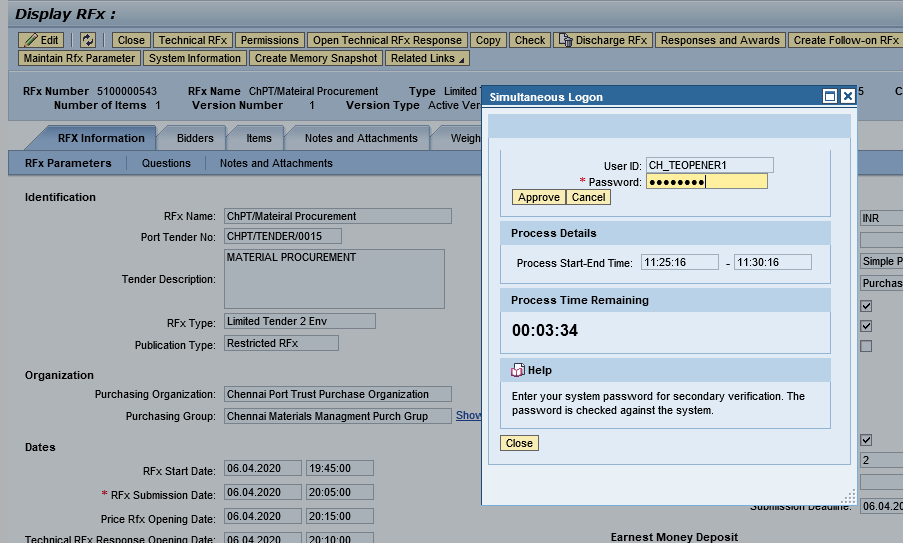 Display RFx :
Edit Close Technical RFx Permissions Open Technical RFx Response Copy Check Discharge RFx Responses and Awards Create Follow-on RFx
Maintain Rfx Parameter System Information Create Memory Snapshot Related Links
RFx Number 5100000543 RFx Name ChPT/Mateiral Procurement Type Limited
Number of Items 1 Version Number 1 Version Type Active
RFX Information Bidders Items Notes and Attachments Weigh
RFx Parameters Questions Notes and Attachments
Identification
RFx Name: ChPT/Mateiral Procurement
Port Tender No: CHPT/TENDER/0015
Tender Description: MATERIAL PROCUREMENT
RFx Type: Limited Tender 2 Env
Publication Type: Restricted RFx
Organization
Purchasing Organization: Chennai Port Trust Purchase Organization
Purchasing Group: Chennai Materials Managment Purch Grup Show
Dates
RFx Start Date: 06.04.2020 19:45:00
* RFx Submission Date: 06.04.2020 20:05:00
Price Rfx Opening Date: 06.04.2020 20:15:00
Technical RFx Response Opening Date: 06.04.2020 20:10:00
Simultaneous Logon
User ID: CH_TEOPENER1
* Password: ●●●●●●●●
Approve Cancel
Process Details
Process Start-End Time: 11:25:16 - 11:30:16
Process Time Remaining
00:03:34
Help
Enter your system password for secondary verification. The
password is checked against the system.
Close
5 C
INR
Simple P
Purchas
2
Submission Deadline: 06.04.20
Earnest Money Deposit